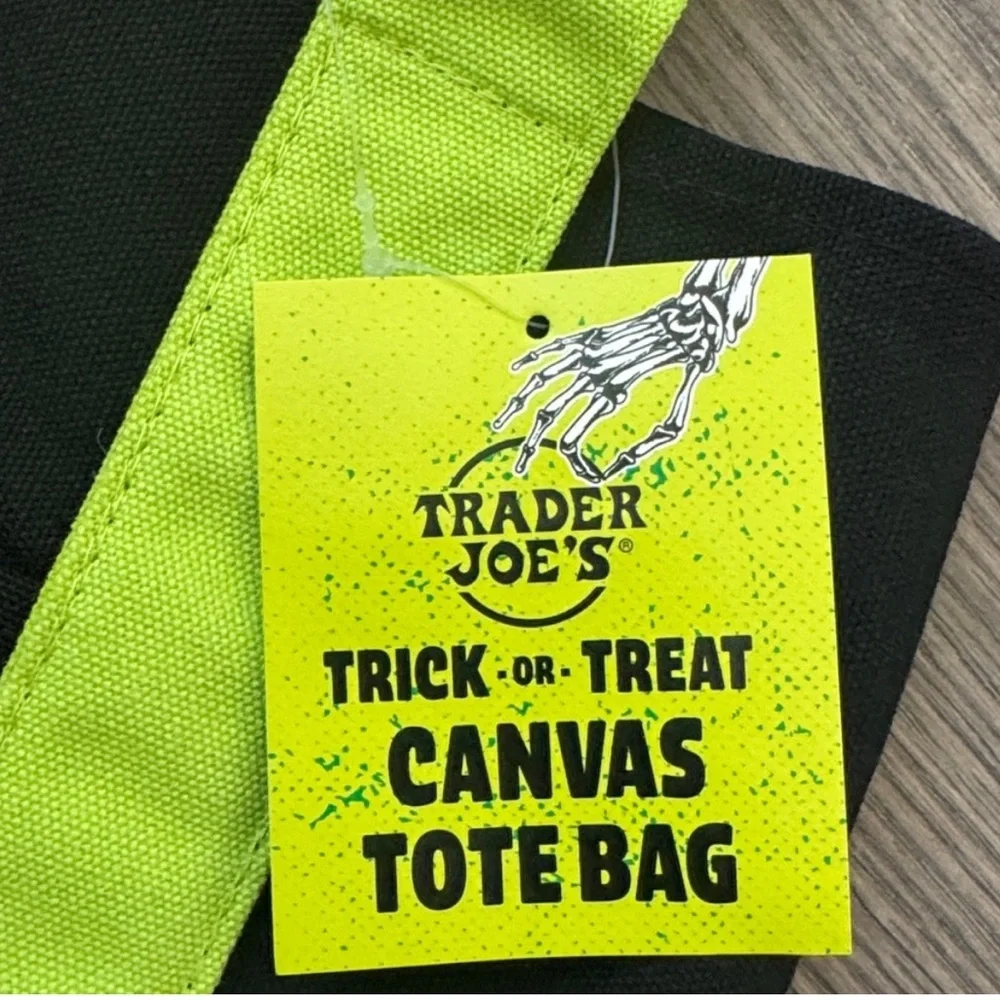 TRADER
JOE'S®
TRICK -OR- TREAT
CANVAS
TOTE BAG